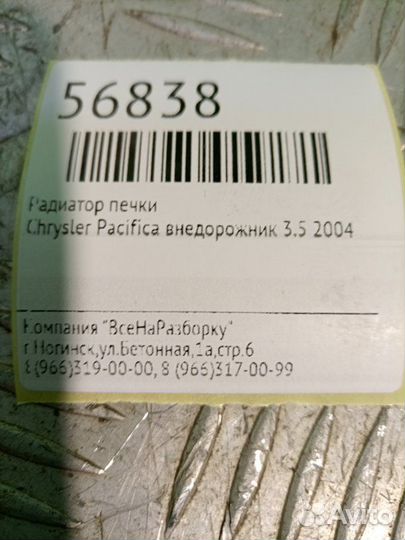 56838
Радиатор печки
Chrysler Pacifica внедорожник 3.5 2004
Компания "ВсеНаРазборку"
г.Ногинск,ул.Бетонная,1а,стр.6
8(966)319-00-00, 8 (966)317-00-99
Avito